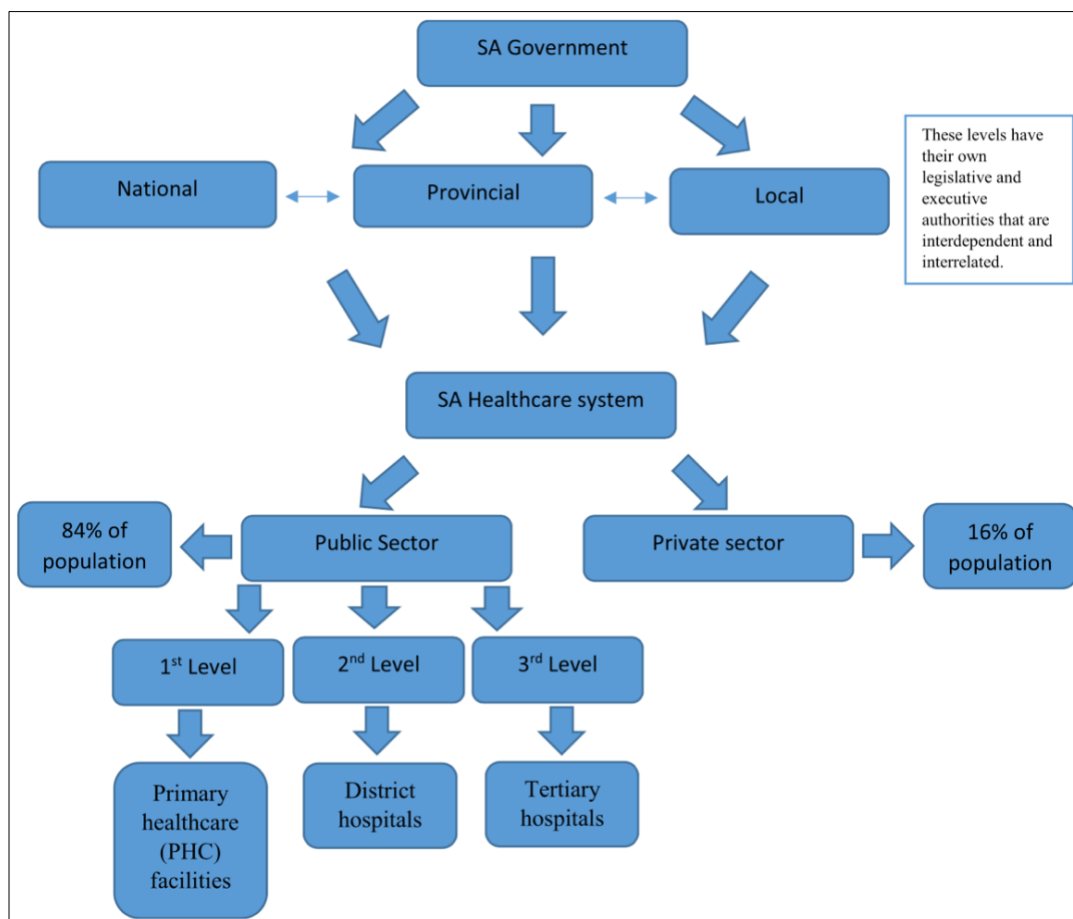 SA Government
National
Provincial
Local
These levels have
their own
legislative and
executive
authorities that are
interdependent and
interrelated.
SA Healthcare system
84% of
population
Public Sector
Private sector
16% of
population
1st Level
2nd Level
3rd Level
Primary
healthcare
(PHC)
facilities
District
hospitals
Tertiary
hospitals